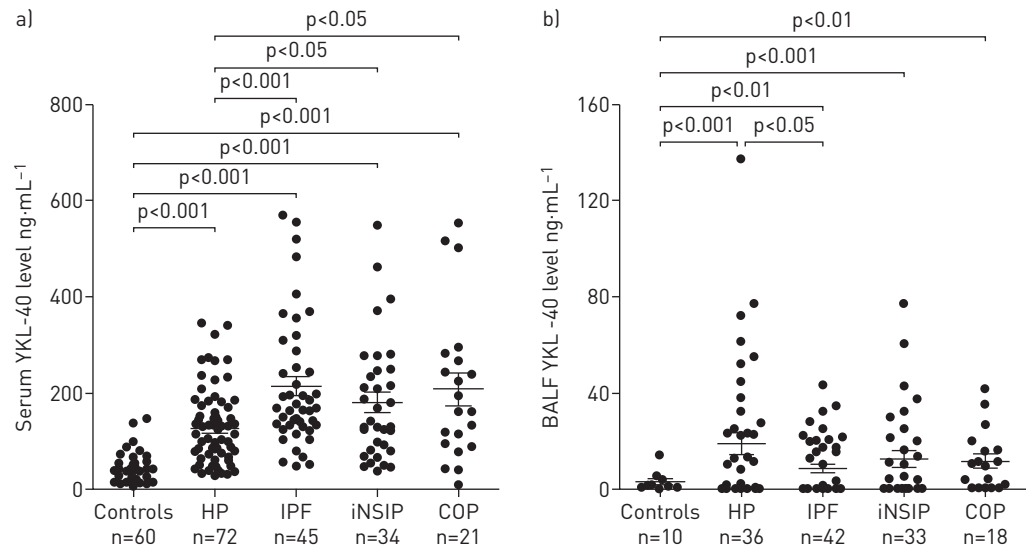 a)
p<0.05
p<0.05
p<0.001
p<0.001
p<0.001
p<0.001
p<0.001
Serum YKL-40 level ng·mL⁻¹
800
600
400
200
0
Controls HP IPF iNSIP COP
n=60 n=72 n=45 n=34 n=21
b)
p<0.01
p<0.001
p<0.01
p<0.001 p<0.05
BALF YKL -40 level ng·mL⁻¹
160
120
80
40
0
Controls HP IPF iNSIP COP
n=10 n=36 n=42 n=33 n=18